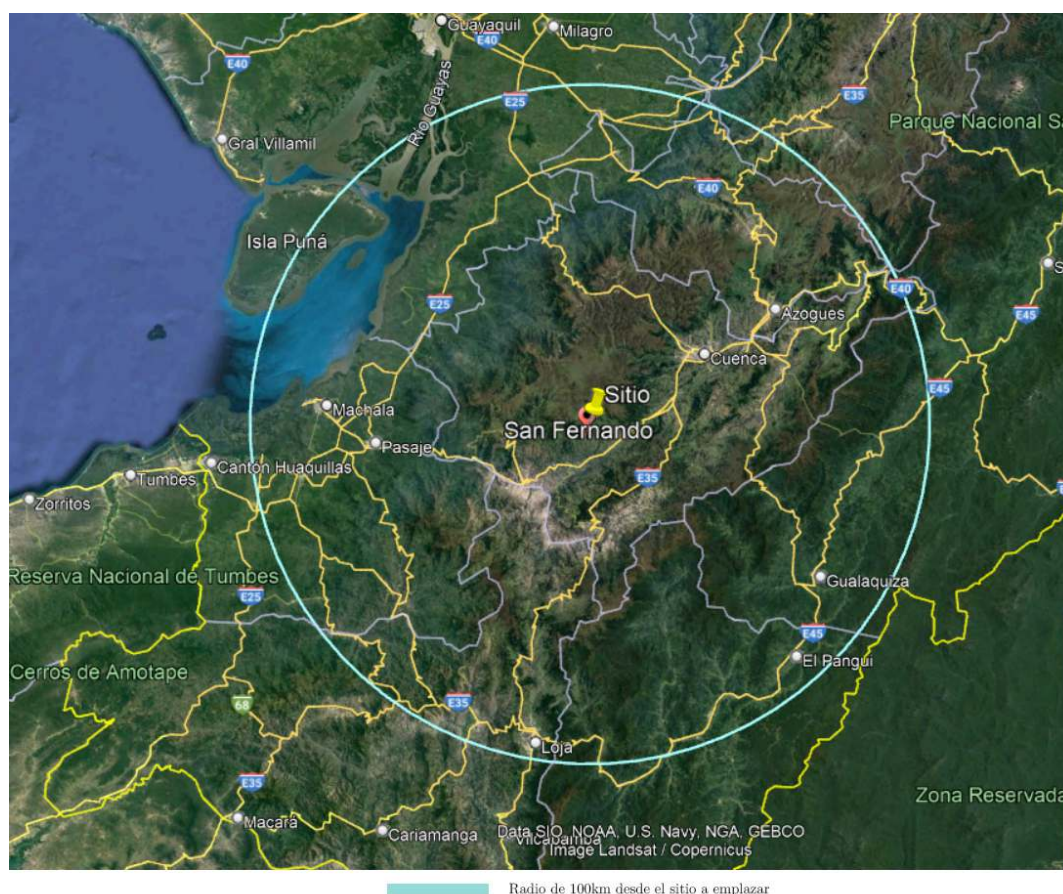 Guayaquil
Milagro
E40
E40
E25
E35
Río Guayas
Parque Nacional Sa
Gral Villamil
E40
Isla Puná
E25
E40
S
E45
Azogues
Cuenca
E45
Sitio
San Fernando
Machala
Pasaje
Cantón Huaquillas
Tumbes
Zorritos
E35
Reserva Nacional de Tumbes
E25
Gualaquiza
E45
El Pangui
Cerros de Amotape
68
E35
Loja
E35
Zona Reservada
Macará
Cariamanga
Vilcabamba
Data SIO, NOAA, U.S. Navy, NGA, GEBCO
Image Landsat / Copernicus
Radio de 100km desde el sitio a emplazar